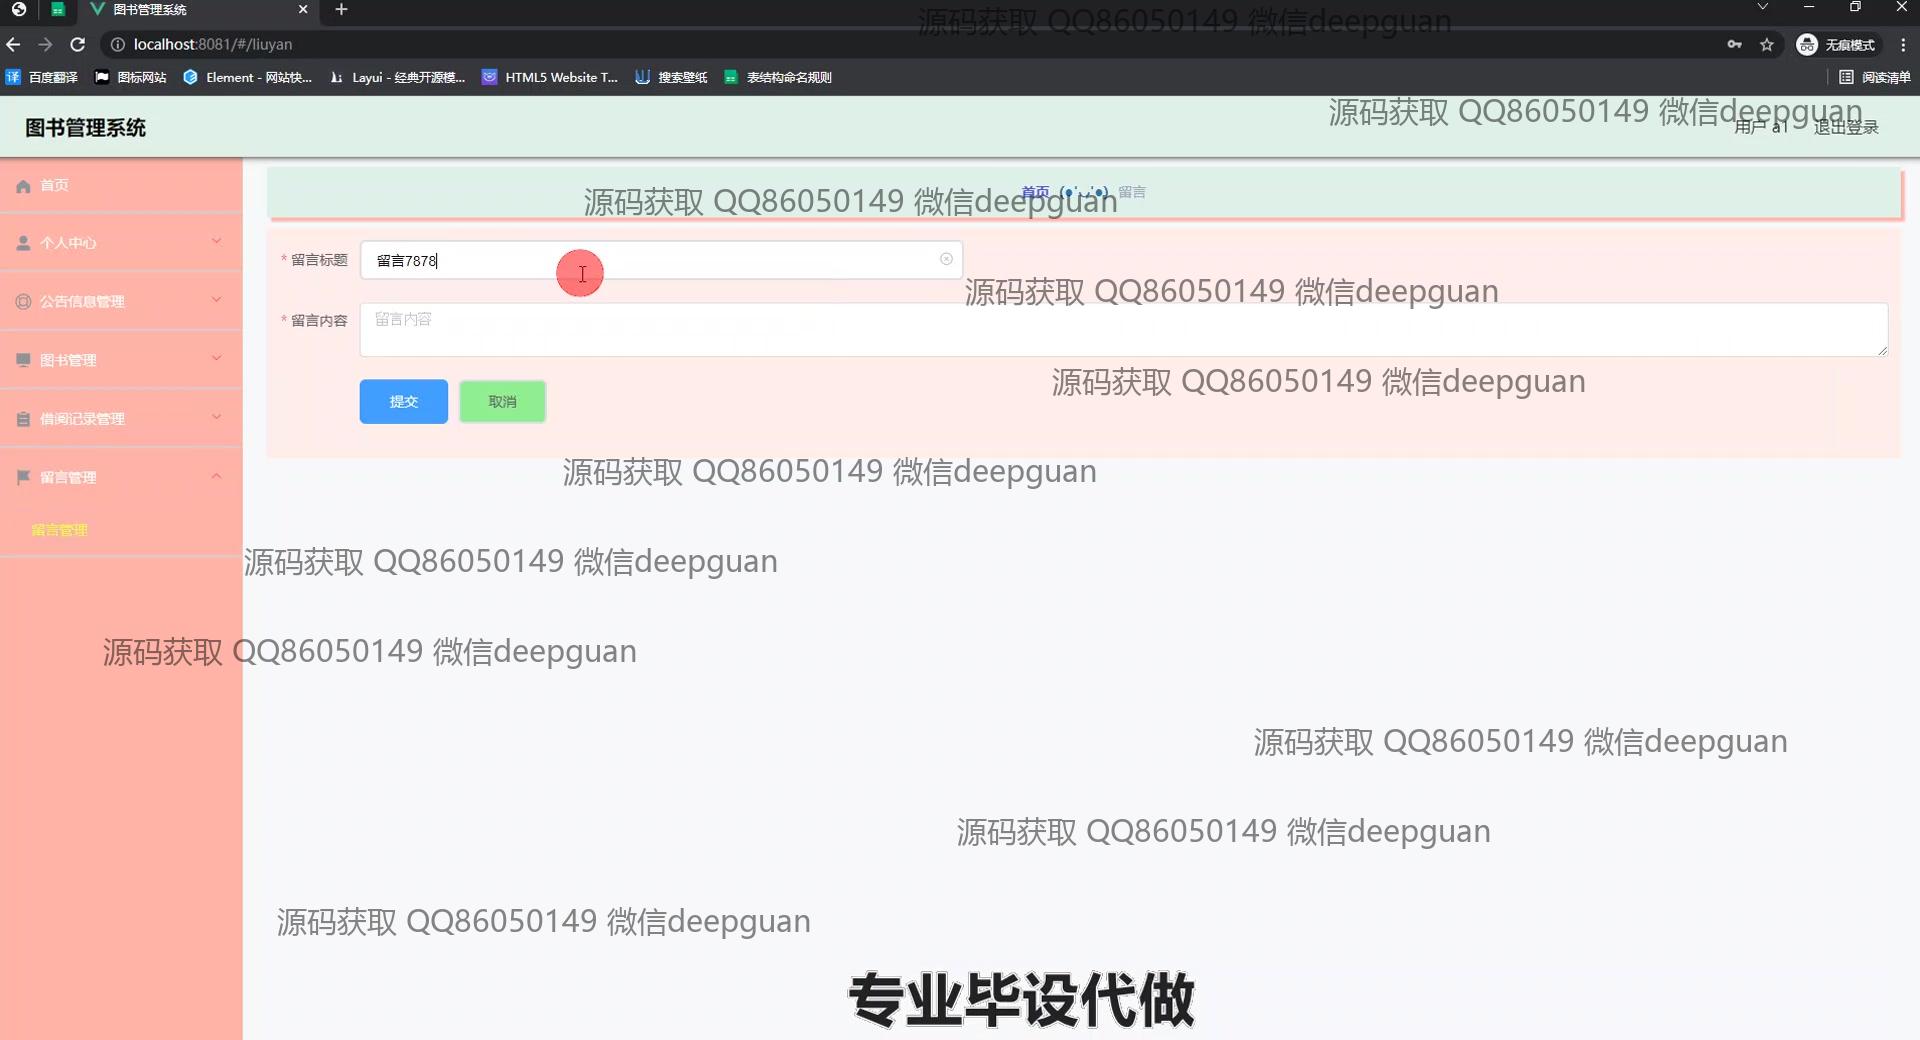 图书管理系统
源码获取 QQ86050149 微信deepguan
localhost:8081/#/liuyan
无痕模式
百度翻译 图标网站 Element - 网站快... Layui - 经典开源模... HTML5 Website T... 搜索壁纸 表结构命名规则 阅读清单
源码获取 QQ86050149 微信deepguan
图书管理系统
用户 a1 退出登录
首页
首页 (●'◡'●) 留言
源码获取 QQ86050149 微信deepguan
个人中心
* 留言标题 留言7878
源码获取 QQ86050149 微信deepguan
公告信息管理
* 留言内容 留言内容
图书管理
源码获取 QQ86050149 微信deepguan
提交 取消
借阅记录管理
源码获取 QQ86050149 微信deepguan
留言管理
留言管理
源码获取 QQ86050149 微信deepguan
源码获取 QQ86050149 微信deepguan
源码获取 QQ86050149 微信deepguan
源码获取 QQ86050149 微信deepguan
源码获取 QQ86050149 微信deepguan
专业毕设代做